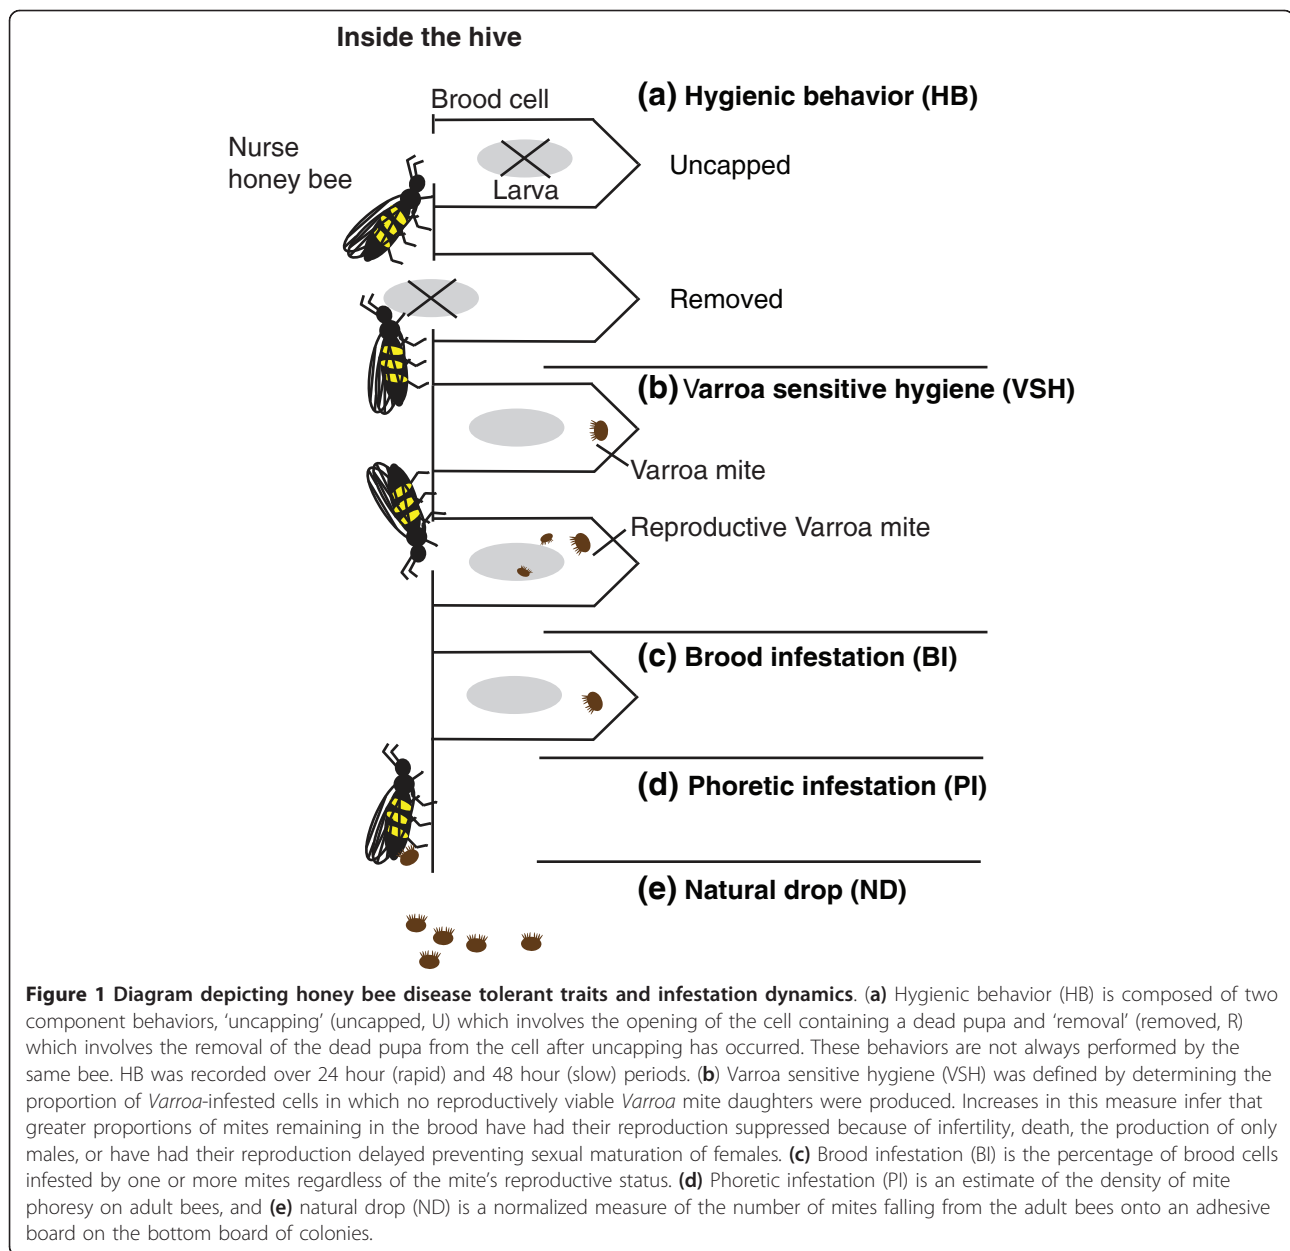 Inside the hive
(a) Hygienic behavior (HB)
Brood cell
Nurse
honey bee
Uncapped
Larva
Removed
(b) Varroa sensitive hygiene (VSH)
Varroa mite
Reproductive Varroa mite
(c) Brood infestation (BI)
(d) Phoretic infestation (PI)
(e) Natural drop (ND)
Figure 1 Diagram depicting honey bee disease tolerant traits and infestation dynamics. (a) Hygienic behavior (HB) is composed of two
component behaviors, ‘uncapping’ (uncapped, U) which involves the opening of the cell containing a dead pupa and ‘removal’ (removed, R)
which involves the removal of the dead pupa from the cell after uncapping has occurred. These behaviors are not always performed by the
same bee. HB was recorded over 24 hour (rapid) and 48 hour (slow) periods. (b) Varroa sensitive hygiene (VSH) was defined by determining the
proportion of Varroa-infested cells in which no reproductively viable Varroa mite daughters were produced. Increases in this measure infer that
greater proportions of mites remaining in the brood have had their reproduction suppressed because of infertility, death, the production of only
males, or have had their reproduction delayed preventing sexual maturation of females. (c) Brood infestation (BI) is the percentage of brood cells
infested by one or more mites regardless of the mite’s reproductive status. (d) Phoretic infestation (PI) is an estimate of the density of mite
phoresy on adult bees, and (e) natural drop (ND) is a normalized measure of the number of mites falling from the adult bees onto an adhesive
board on the bottom board of colonies.